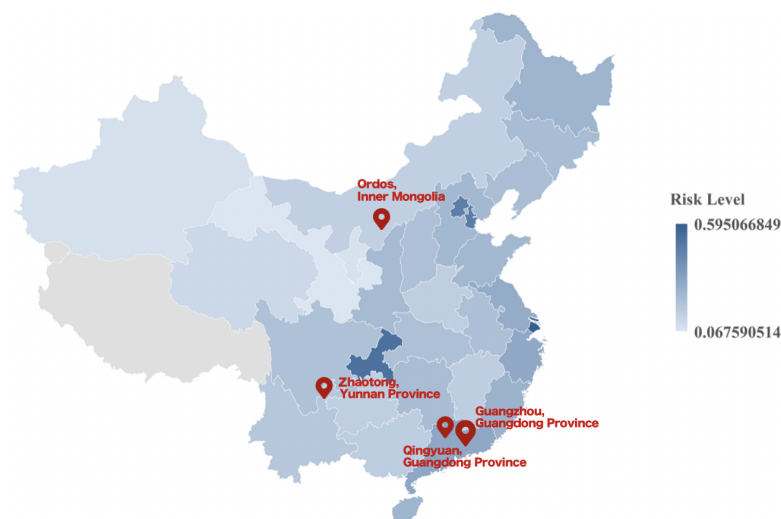 Ordos,
Inner Mongolia
Risk Level
0.595066849
0.067590514
Zhaotong,
Yunnan Province
Guangzhou,
Guangdong Province
Qingyuan,
Guangdong Province